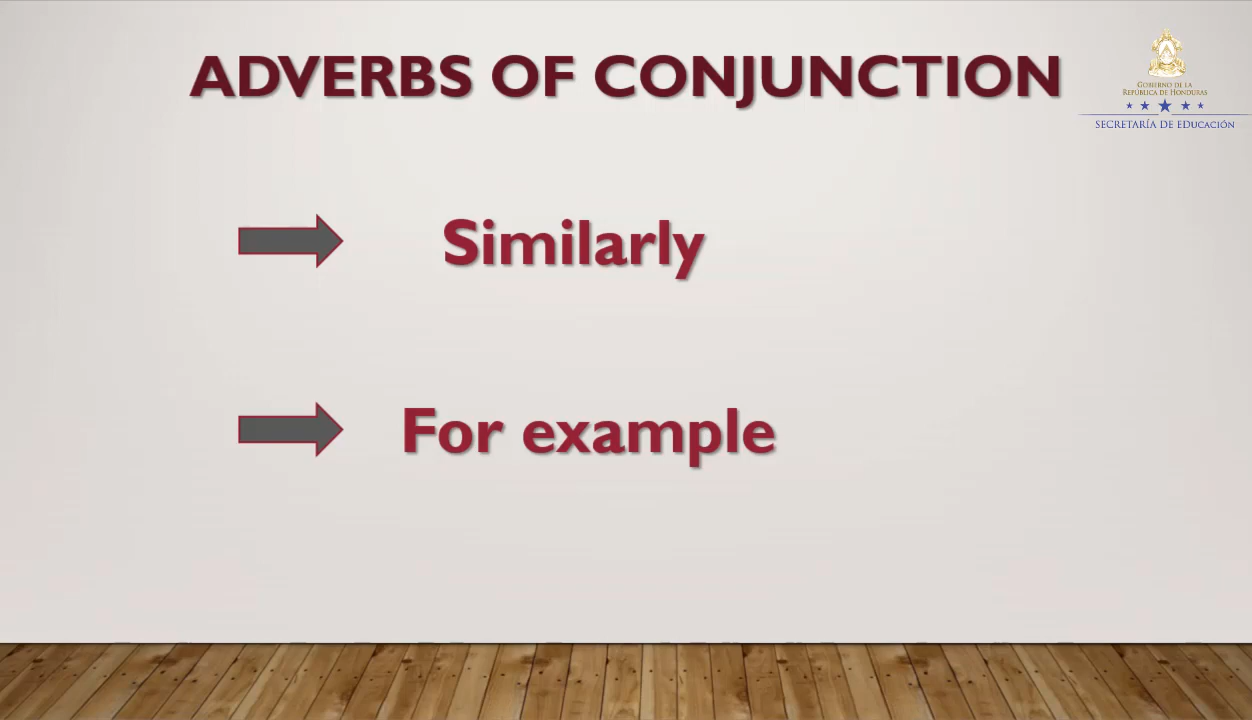 ADVERBS OF CONJUNCTION
GOBIERNO DE LA
REPÚBLICA DE HONDURAS
SECRETARÍA DE EDUCACIÓN
Similarly
For example